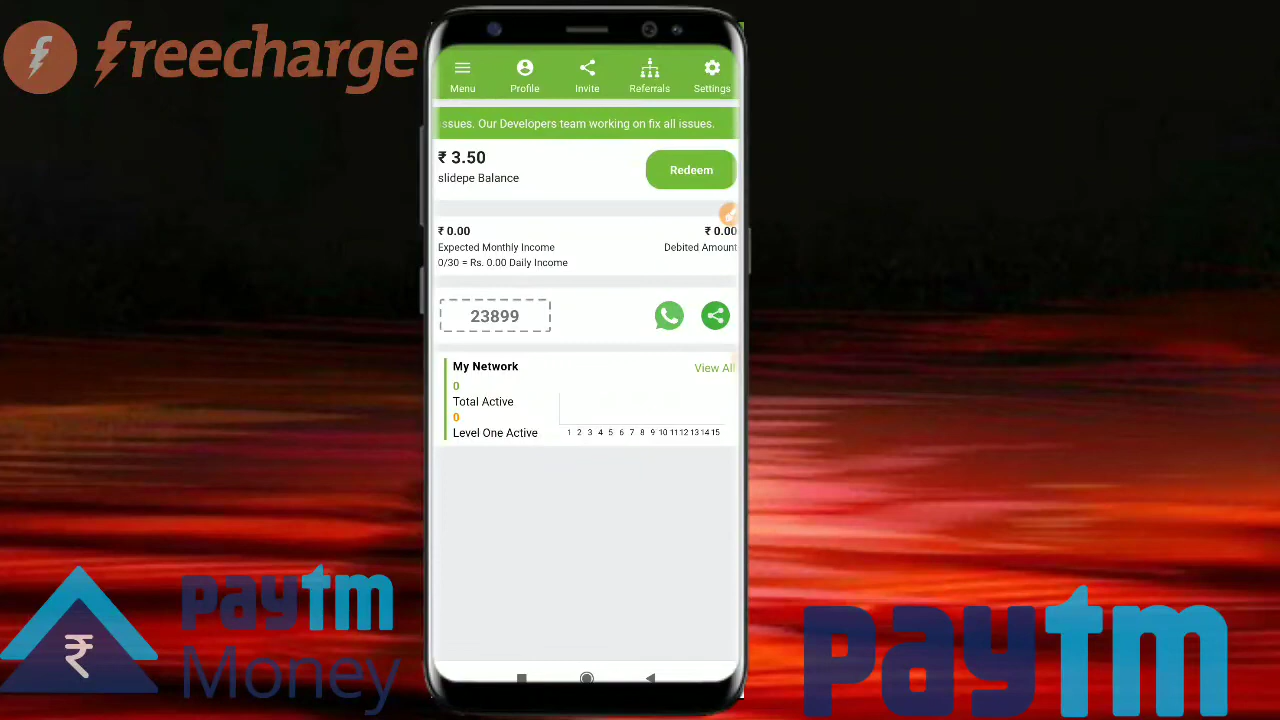 freecharge
Menu Profile Invite Referrals Settings
ssues. Our Developers team working on fix all issues.
₹ 3.50
slidepe Balance
Redeem
₹ 0.00 ₹ 0.00
Expected Monthly Income Debited Amount
0/30 = Rs. 0.00 Daily Income
23899
My Network View All
0
Total Active
0
Level One Active
1 2 3 4 5 6 7 8 9 10 11 12 13 14 15
₹
paytm
Money
paytm